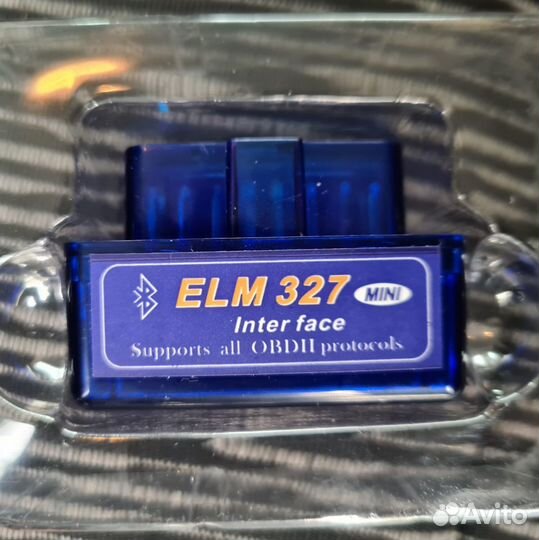 ELM 327 MINI
Inter face
Supports all OBDII protocols
Avito